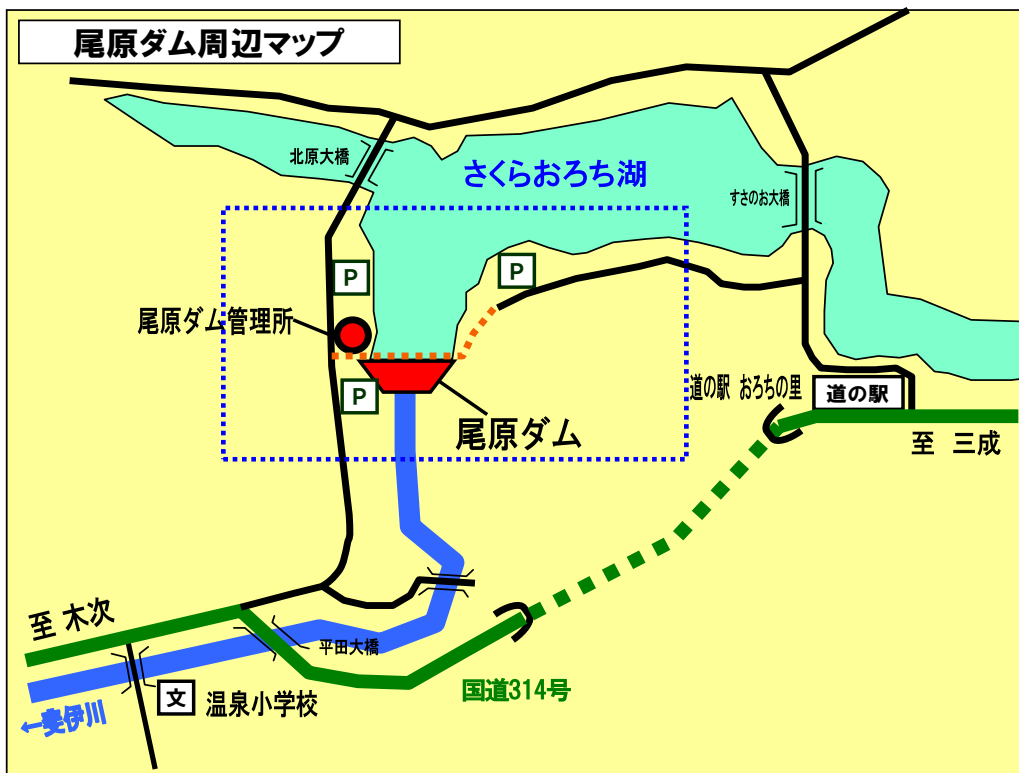 尾原ダム周辺マップ
北原大橋
さくらおろち湖
すさのお大橋
P
P
尾原ダム管理所
P
道の駅 おろちの里
道の駅
尾原ダム
至 三成
至 木次
平田大橋
文
温泉小学校
国道314号
←斐伊川